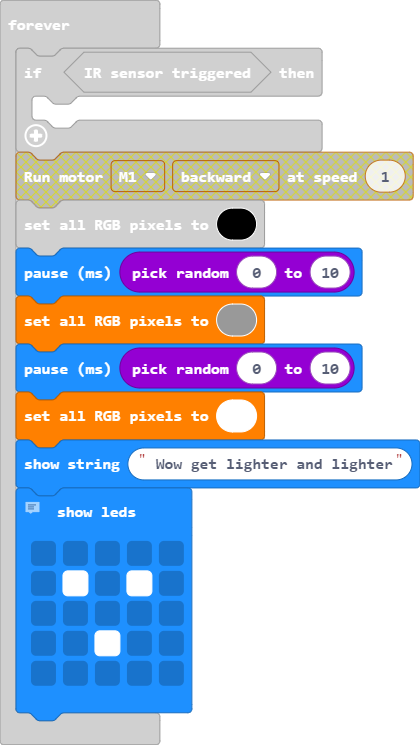 forever
if IR sensor triggered then
Run motor M1 backward at speed 1
set all RGB pixels to
pause (ms) pick random 0 to 10
set all RGB pixels to
pause (ms) pick random 0 to 10
set all RGB pixels to
show string " Wow get lighter and lighter "
show leds